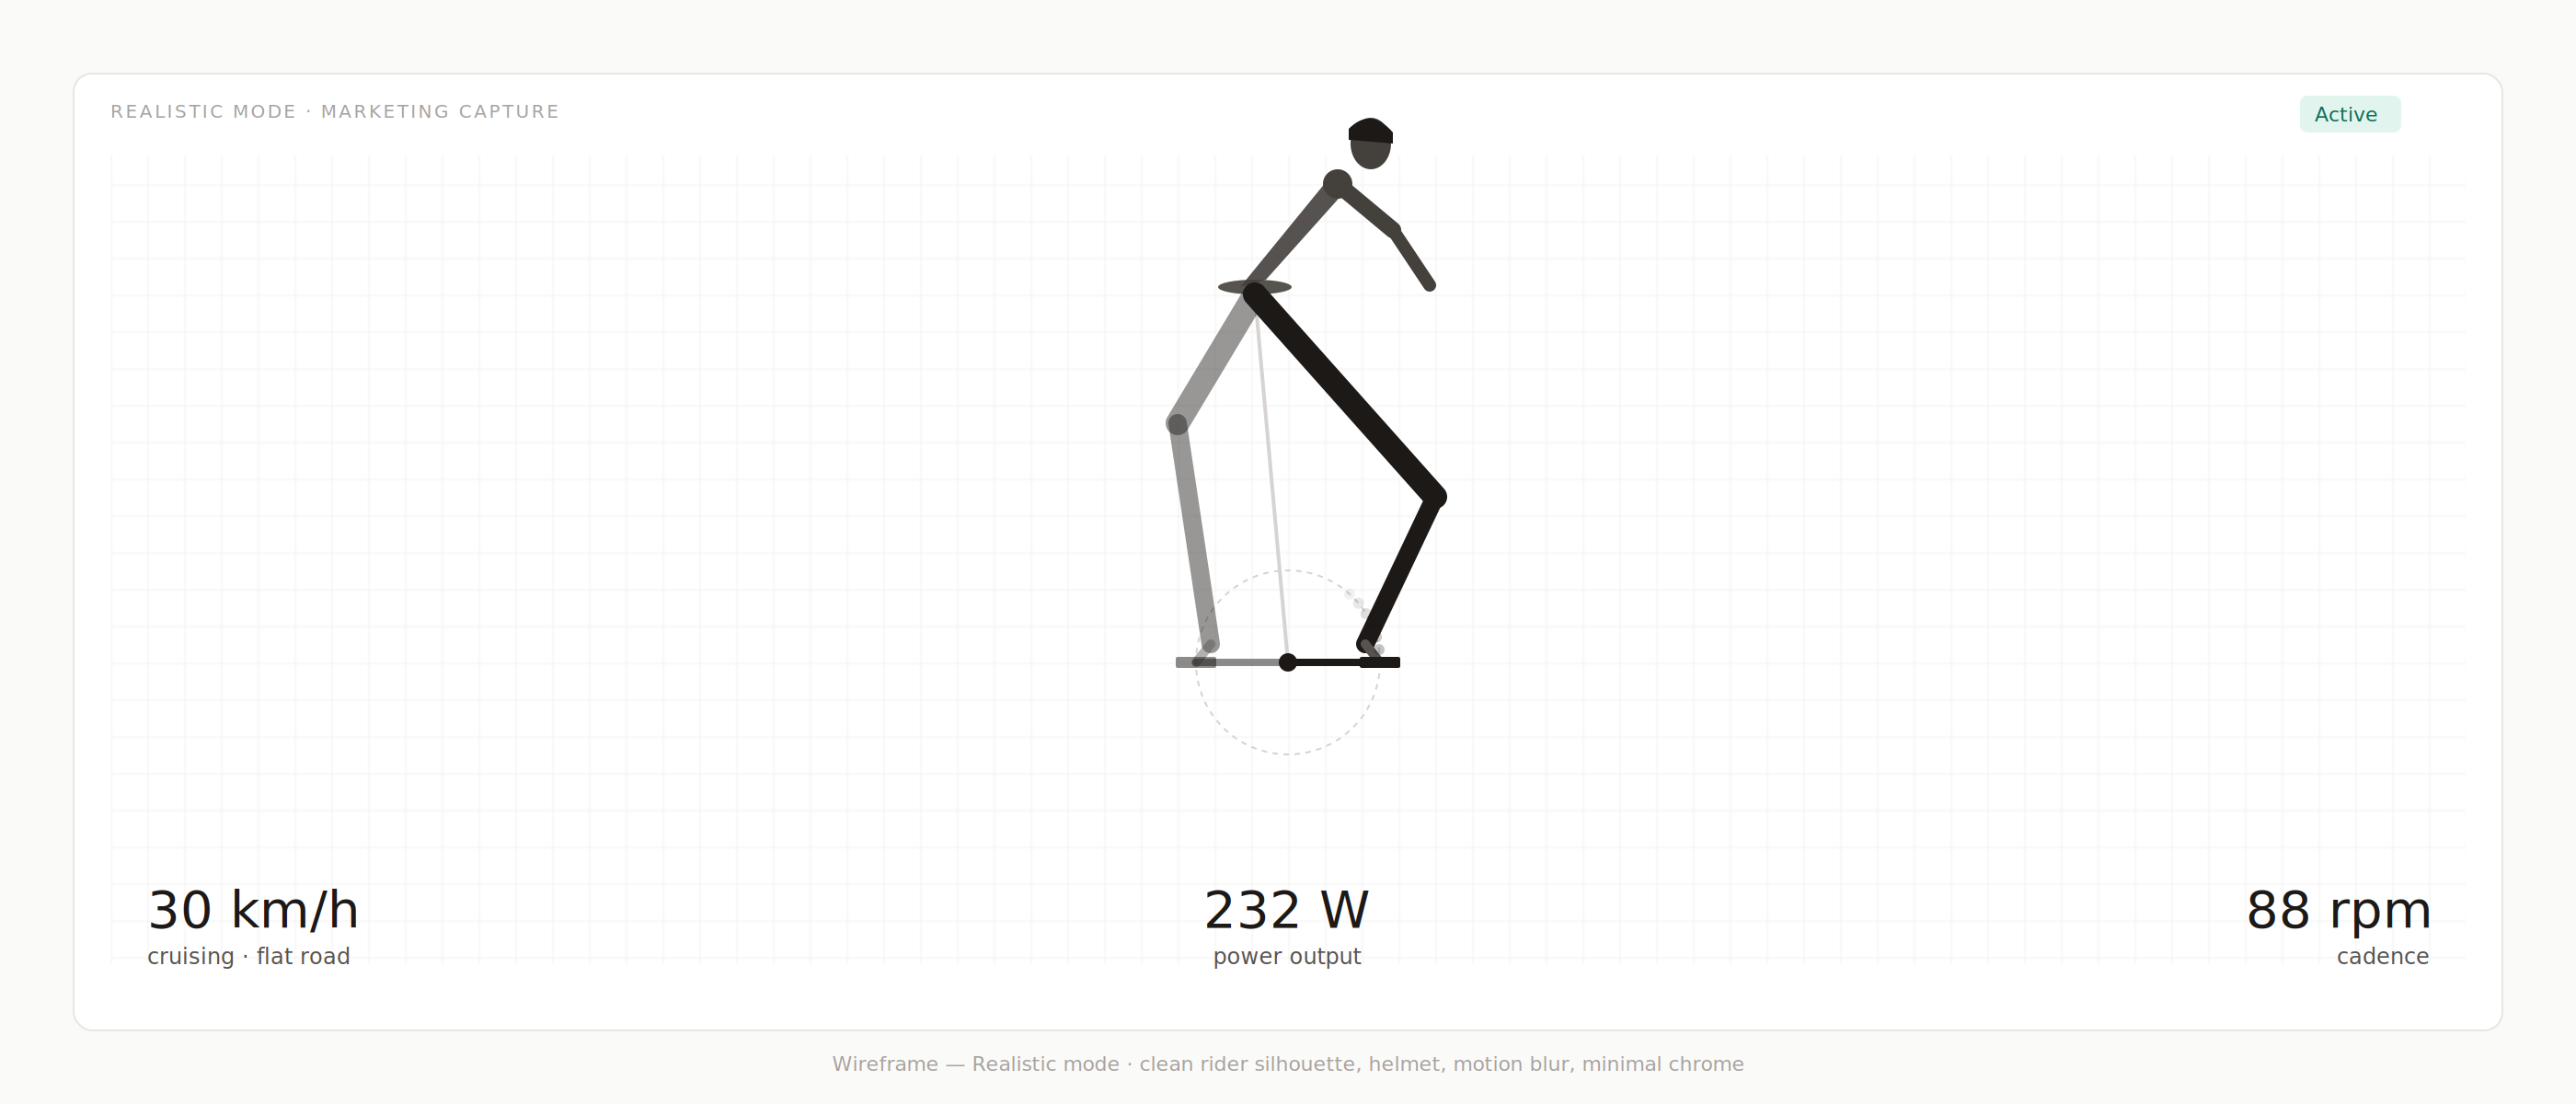 REALISTIC MODE · MARKETING CAPTURE
Active
30 km/h
cruising · flat road
232 W
power output
88 rpm
cadence
Wireframe — Realistic mode · clean rider silhouette, helmet, motion blur, minimal chrome